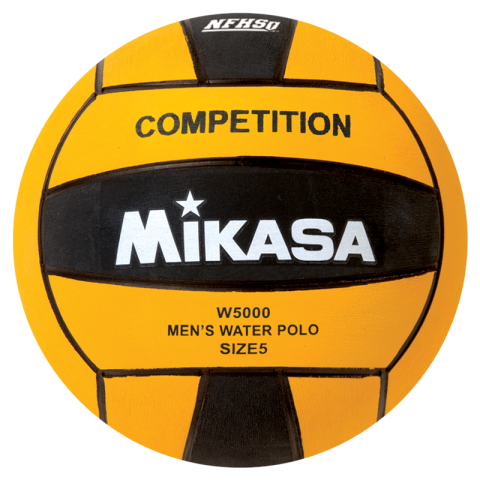 NFHS
COMPETITION
MIKASA
W5000
MEN'S WATER POLO
SIZE5